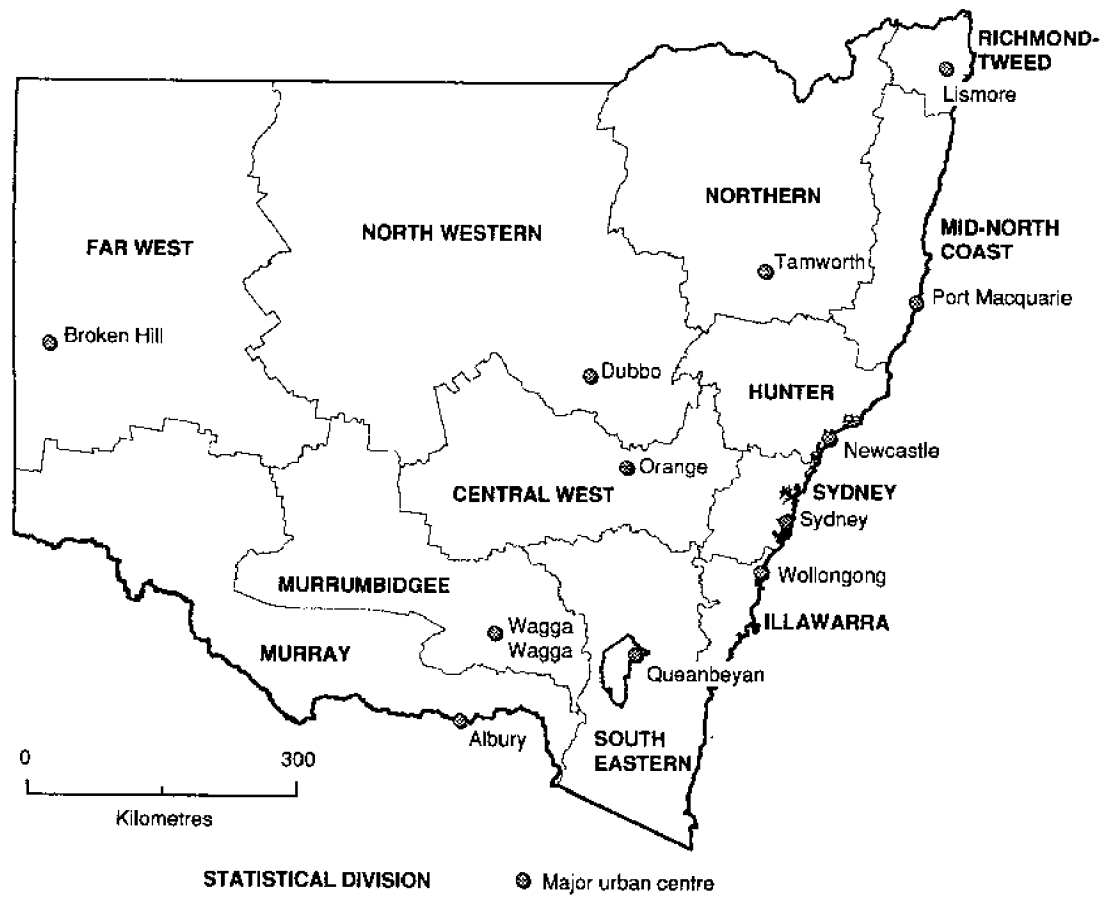 RICHMOND-
TWEED
Lismore
NORTHERN
MID-NORTH
COAST
NORTH WESTERN
FAR WEST
Tamworth
Port Macquarie
Broken Hill
Dubbo
HUNTER
Newcastle
Orange
CENTRAL WEST
SYDNEY
Sydney
Wollongong
MURRUMBIDGEE
ILLAWARRA
Wagga
Wagga
MURRAY
Queanbeyan
Albury
SOUTH
EASTERN
0 300
Kilometres
STATISTICAL DIVISION Major urban centre